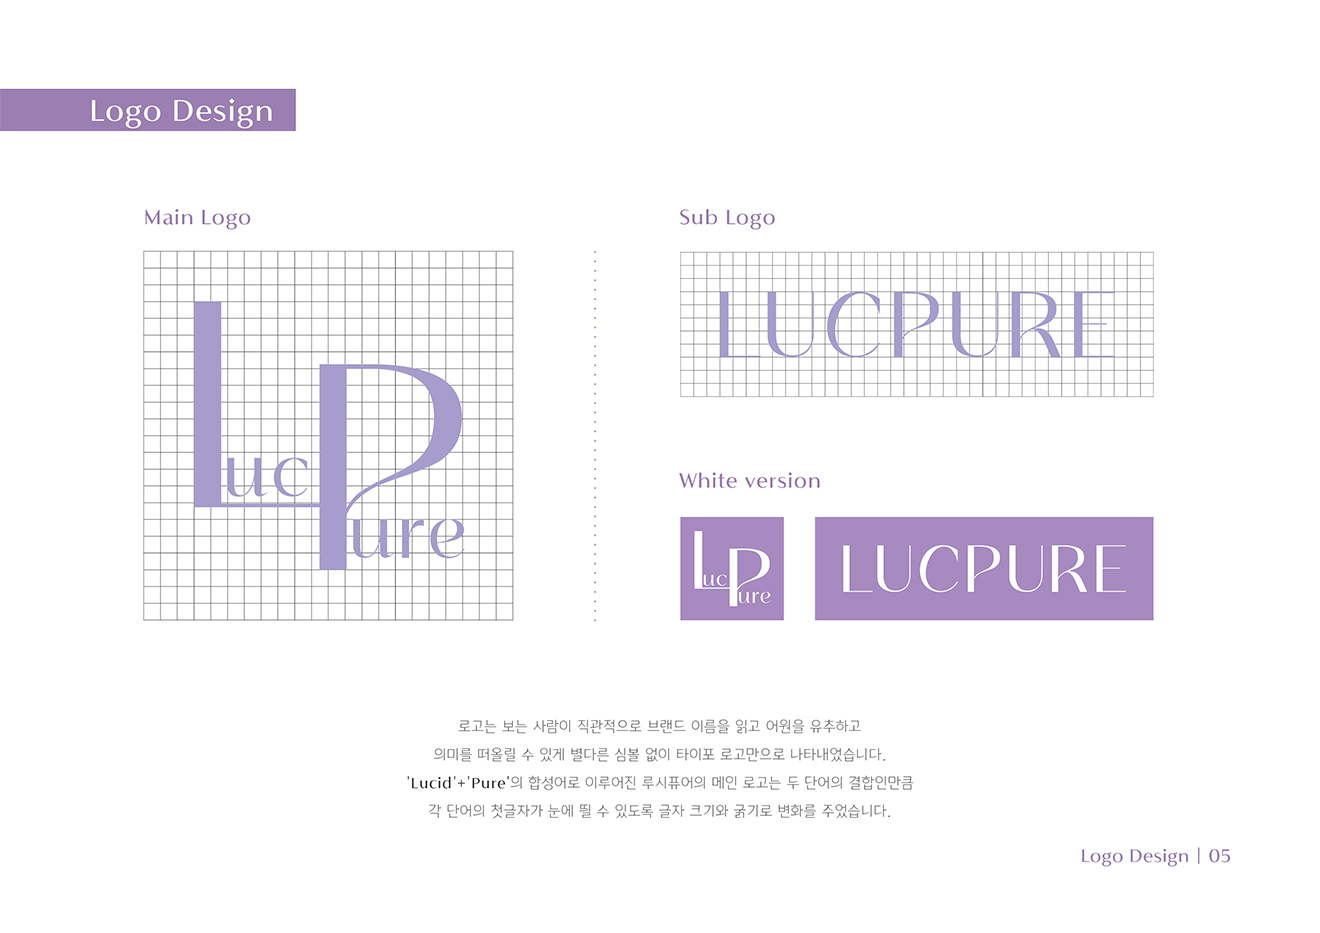 Logo Design
Main Logo
Luc
Pure
Sub Logo
LUCPURE
White version
Luc
Pure
LUCPURE
로고는 보는 사람이 직관적으로 브랜드 이름을 읽고 어원을 유추하고
의미를 떠올릴 수 있게 별다른 심볼 없이 타이포 로고만으로 나타내었습니다.
'Lucid'+'Pure'의 합성어로 이루어진 루시퓨어의 메인 로고는 두 단어의 결합인만큼
각 단어의 첫글자가 눈에 띌 수 있도록 글자 크기와 굵기로 변화를 주었습니다.
Logo Design | 05